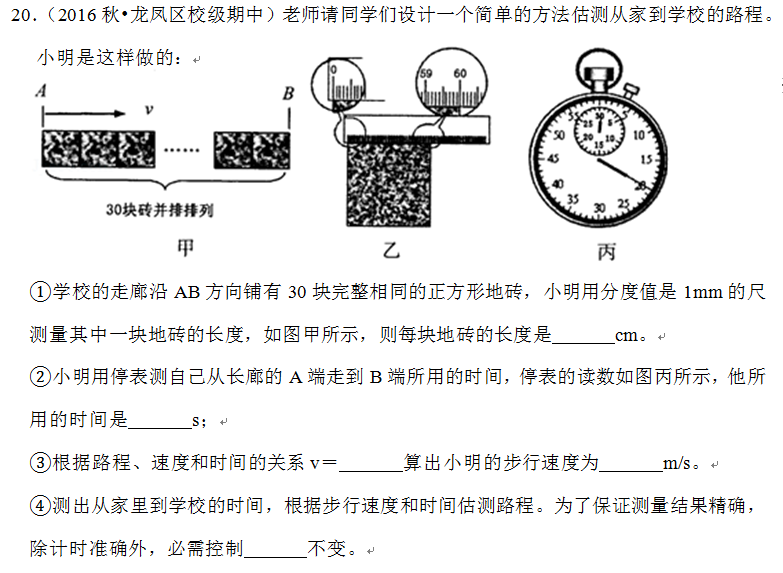 20.（2016 秋•龙凤区校级期中）老师请同学们设计一个简单的方法估测从家到学校的路程。
小明是这样做的：
A
v
B
……
30块砖并排排列
甲
0
59 60
乙
55 50 45 40 35 30 25 20 15 10 5
30 25 20 15 10 5
丙
①学校的走廊沿 AB 方向铺有 30 块完整相同的正方形地砖，小明用分度值是 1mm 的尺
测量其中一块地砖的长度，如图甲所示，则每块地砖的长度是______cm。
②小明用停表测自己从长廊的 A 端走到 B 端所用的时间，停表的读数如图丙所示，他所
用的时间是______s；
③根据路程、速度和时间的关系 v＝______算出小明的步行速度为______m/s。
④测出从家里到学校的时间，根据步行速度和时间估测路程。为了保证测量结果精确，
除计时准确外，必需控制______不变。